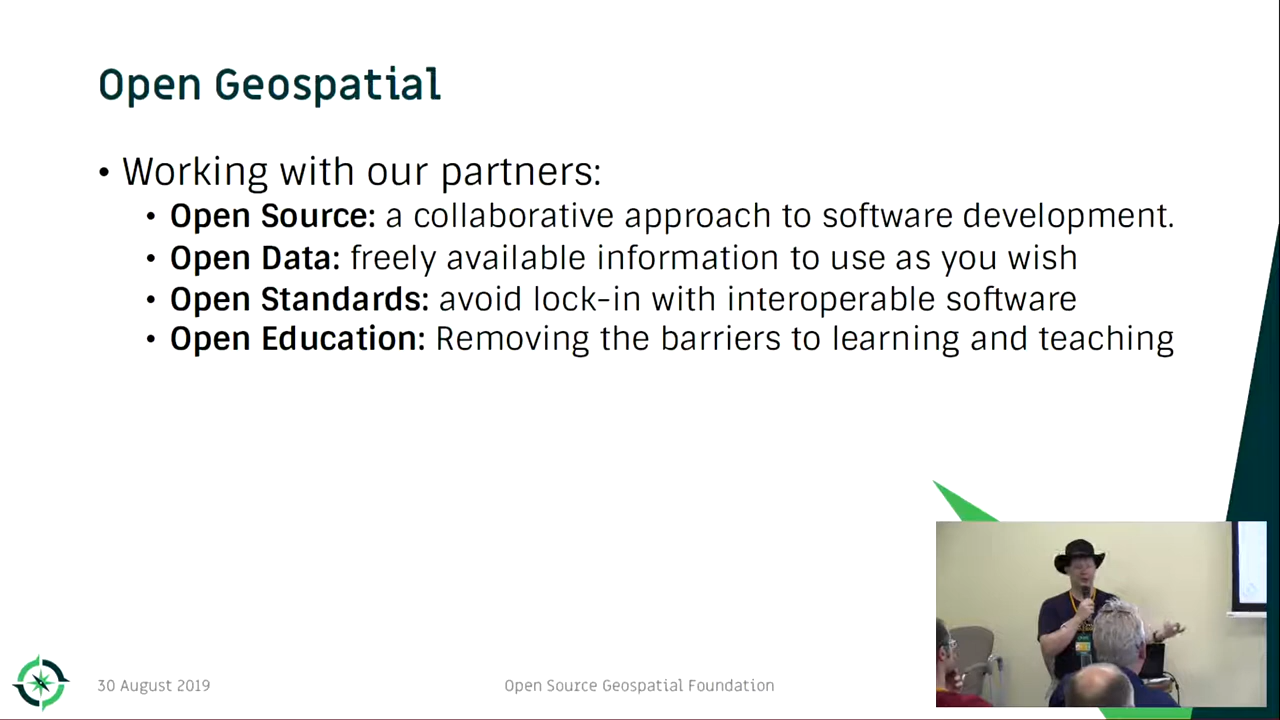 Open Geospatial
• Working with our partners:
• Open Source: a collaborative approach to software development.
• Open Data: freely available information to use as you wish
• Open Standards: avoid lock-in with interoperable software
• Open Education: Removing the barriers to learning and teaching
30 August 2019
Open Source Geospatial Foundation